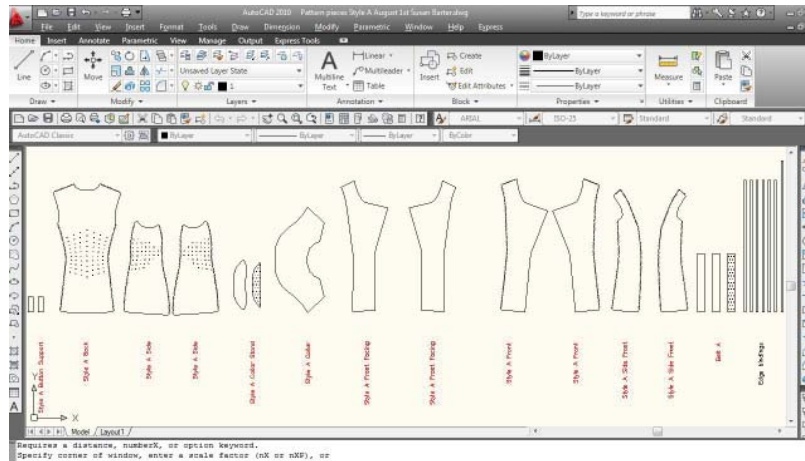 AutoCAD 2010 Pattern pieces Style A August 1st Susan Barter.dwg
Type a keyword or phrase
File Edit View Insert Format Tools Draw Dimension Modify Parametric Window Help Express
Home Insert Annotate Parametric View Manage Output Express Tools
Line
Move
Unsaved Layer State
1
Multiline Text
Linear
Multileader
Table
Insert
Create
Edit
Edit Attributes
ByLayer
ByLayer
ByLayer
Measure
Paste
Draw Modify Layers Annotation Block Properties Utilities Clipboard
ARIAL ISO-25 Standard Standard
AutoCAD Classic ByLayer ByLayer ByLayer ByColor
Style A Button Support
Style A Back
Style A Side
Style A Side
Style A Collar Stand
Style A Collar
Style A Front Facing
Style A Front Facing
Style A Front
Style A Front
Style A Side Front
Style A Side Front
Belt A
Edge bindings
Y
X
Model Layout1
Requires a distance, numberX, or option keyword.
Specify corner of window, enter a scale factor (nX or nXP), or